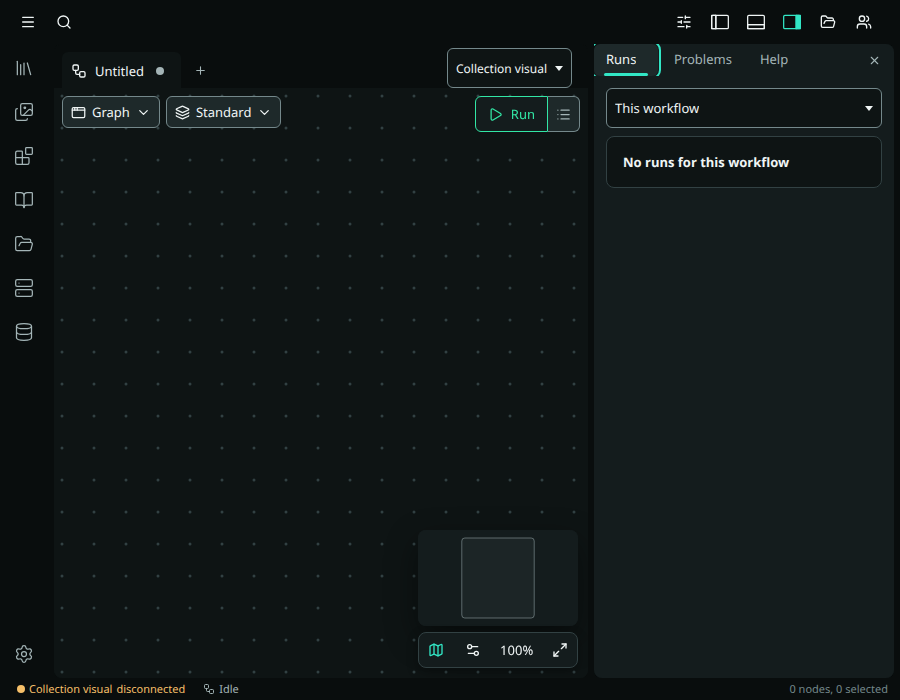 Untitled
Collection visual
Runs
Problems
Help
Graph
Standard
Run
This workflow
No runs for this workflow
100%
Collection visual disconnected
Idle
0 nodes, 0 selected